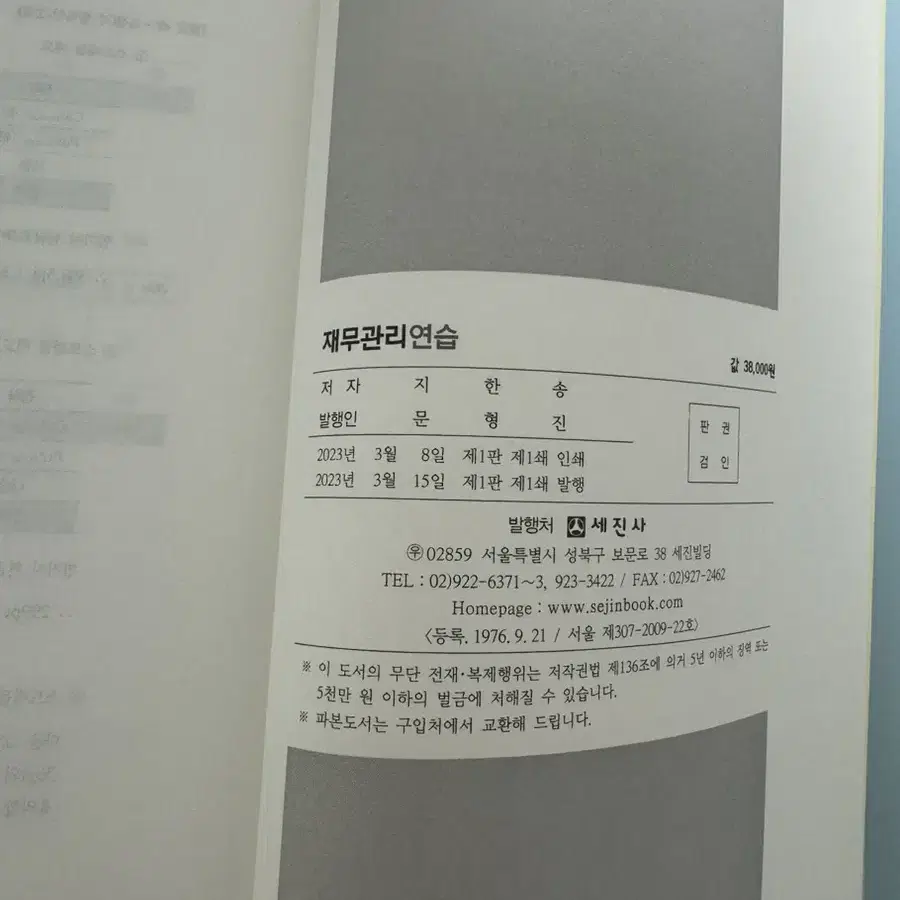 재무관리연습
값 38,000원
저 자 지 한 송
발행인 문 형 진
판 권
검 인
2023년 3월 8일 제1판 제1쇄 인쇄
2023년 3월 15일 제1판 제1쇄 발행
발행처 세진사
㉾02859 서울특별시 성북구 보문로 38 세진빌딩
TEL : 02)922-6371~3, 923-3422 / FAX : 02)927-2462
Homepage : www.sejinbook.com
〈등록. 1976. 9. 21 / 서울 제307-2009-22호〉
※ 이 도서의 무단 전재·복제행위는 저작권법 제136조에 의거 5년 이하의 징역 또는
5천만 원 이하의 벌금에 처해질 수 있습니다.
※ 파본도서는 구입처에서 교환해 드립니다.